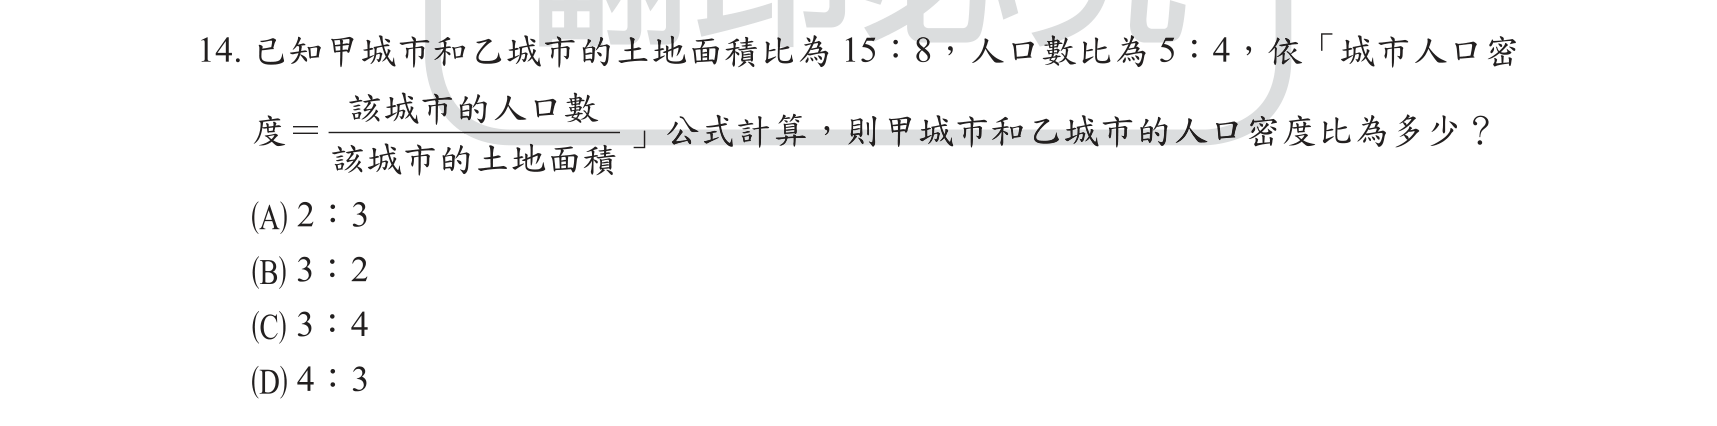 翻印必究
14. 已知甲城市和乙城市的土地面積比為 15：8，人口數比為 5：4，依「城市人口密
度＝該城市的人口數/該城市的土地面積」公式計算，則甲城市和乙城市的人口密度比為多少？
(A) 2：3
(B) 3：2
(C) 3：4
(D) 4：3